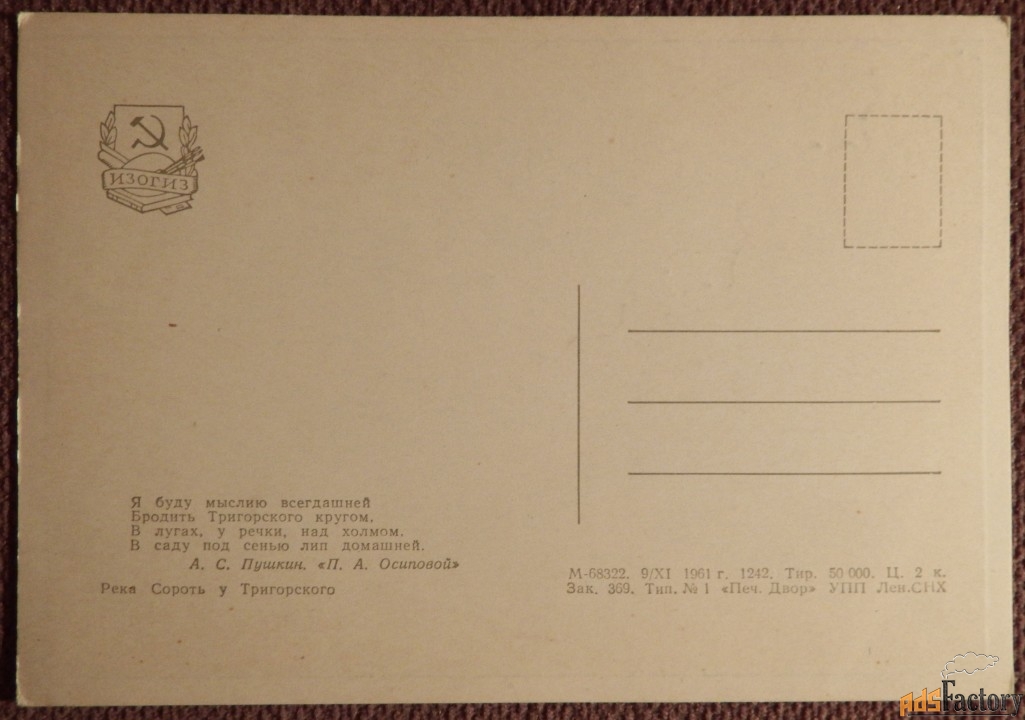 ИЗОГИЗ
Я буду мыслию всегдашней
Бродить Тригорского кругом,
В лугах, у речки, над холмом,
В саду под сенью лип домашней.
А. С. Пушкин. «П. А. Осиповой»
Река Сороть у Тригорского
М-68322. 9/XI 1961 г. 1242. Тир. 50 000. Ц. 2 к.
Зак. 369. Тип. № 1 «Печ. Двор» УПП Лен.СНХ
AdsFactory